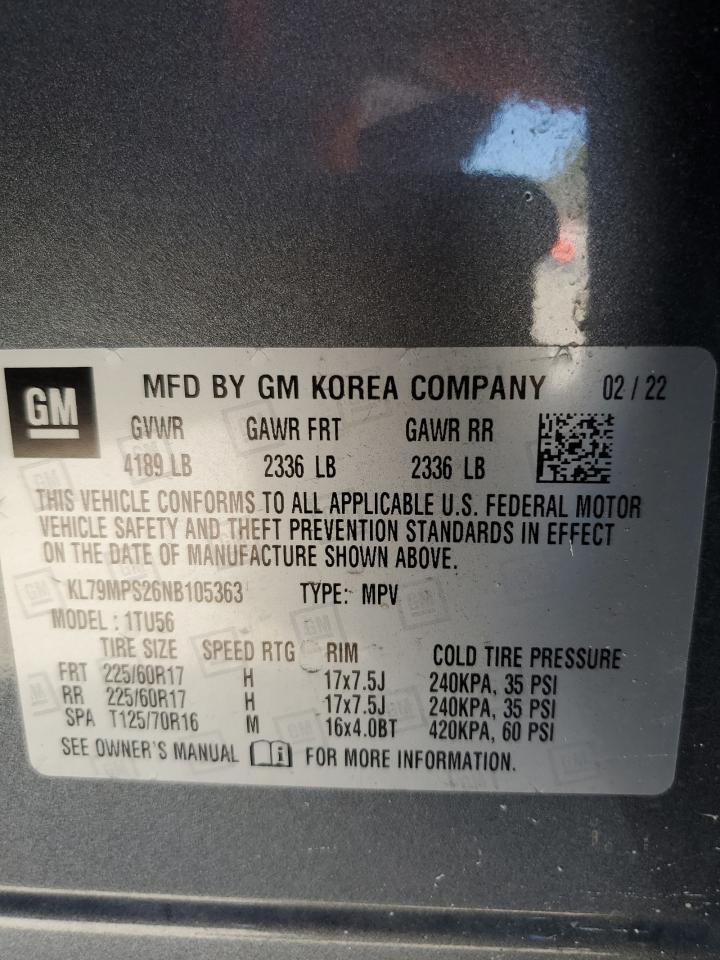 GM
MFD BY GM KOREA COMPANY 02 / 22
GVWR GAWR FRT GAWR RR
4189 LB 2336 LB 2336 LB
THIS VEHICLE CONFORMS TO ALL APPLICABLE U.S. FEDERAL MOTOR
VEHICLE SAFETY AND THEFT PREVENTION STANDARDS IN EFFECT
ON THE DATE OF MANUFACTURE SHOWN ABOVE.
KL79MPS26NB105363 TYPE: MPV
MODEL : 1TU56
TIRE SIZE SPEED RTG RIM COLD TIRE PRESSURE
FRT 225/60R17 H 17x7.5J 240KPA, 35 PSI
RR 225/60R17 H 17x7.5J 240KPA, 35 PSI
SPA T125/70R16 M 16x4.0BT 420KPA, 60 PSI
SEE OWNER'S MANUAL i FOR MORE INFORMATION.